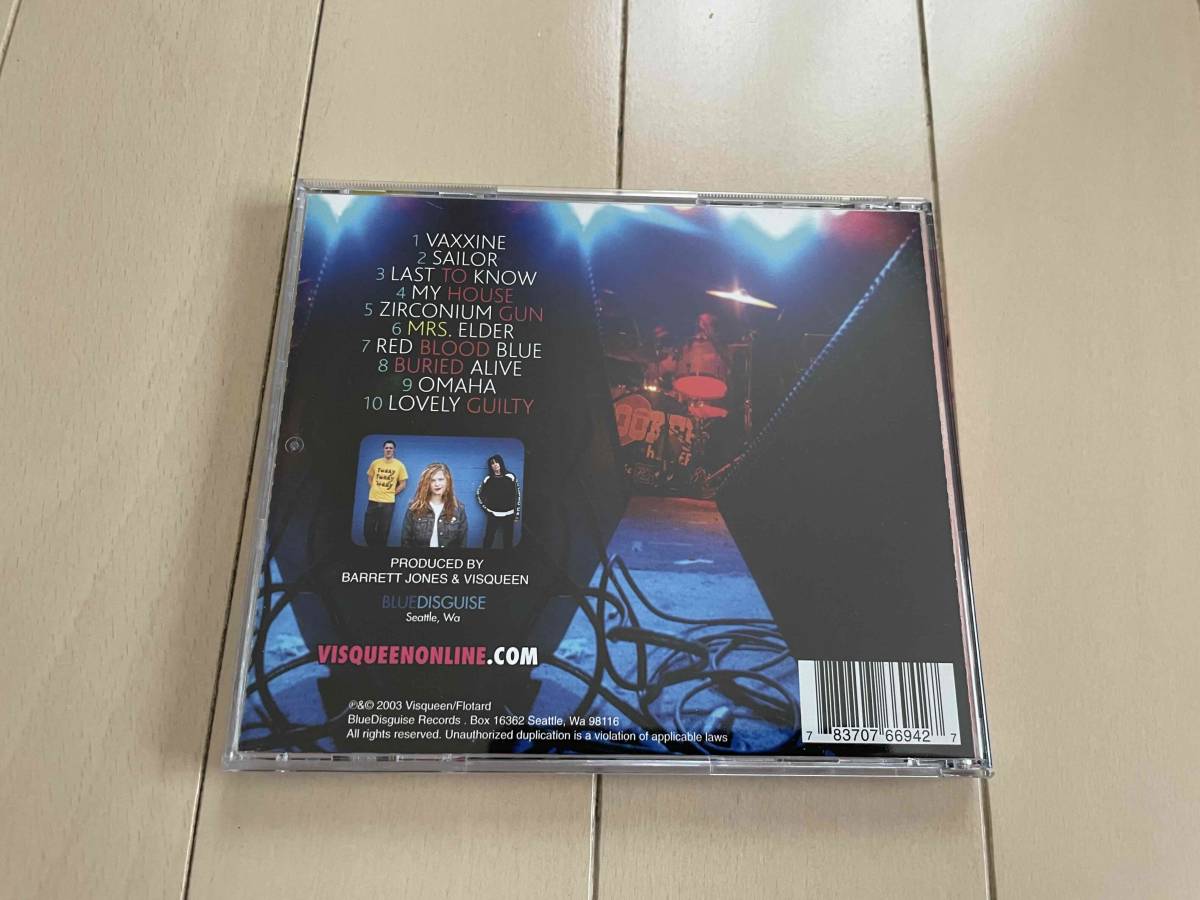 1 VAXXINE
2 SAILOR
3 LAST TO KNOW
4 MY HOUSE
5 ZIRCONIUM GUN
6 MRS. ELDER
7 RED BLOOD BLUE
8 BURIED ALIVE
9 OMAHA
10 LOVELY GUILTY
PRODUCED BY
BARRETT JONES & VISQUEEN
BLUEDISGUISE
Seattle, Wa
VISQUEENONLINE.COM
℗&© 2003 Visqueen/Flotard
BlueDisguise Records . Box 16362 Seattle, Wa 98116
All rights reserved. Unauthorized duplication is a violation of applicable laws
7 83707 66942 7